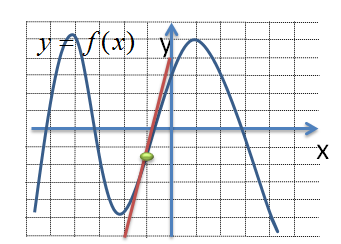 y = f(x)
y
x